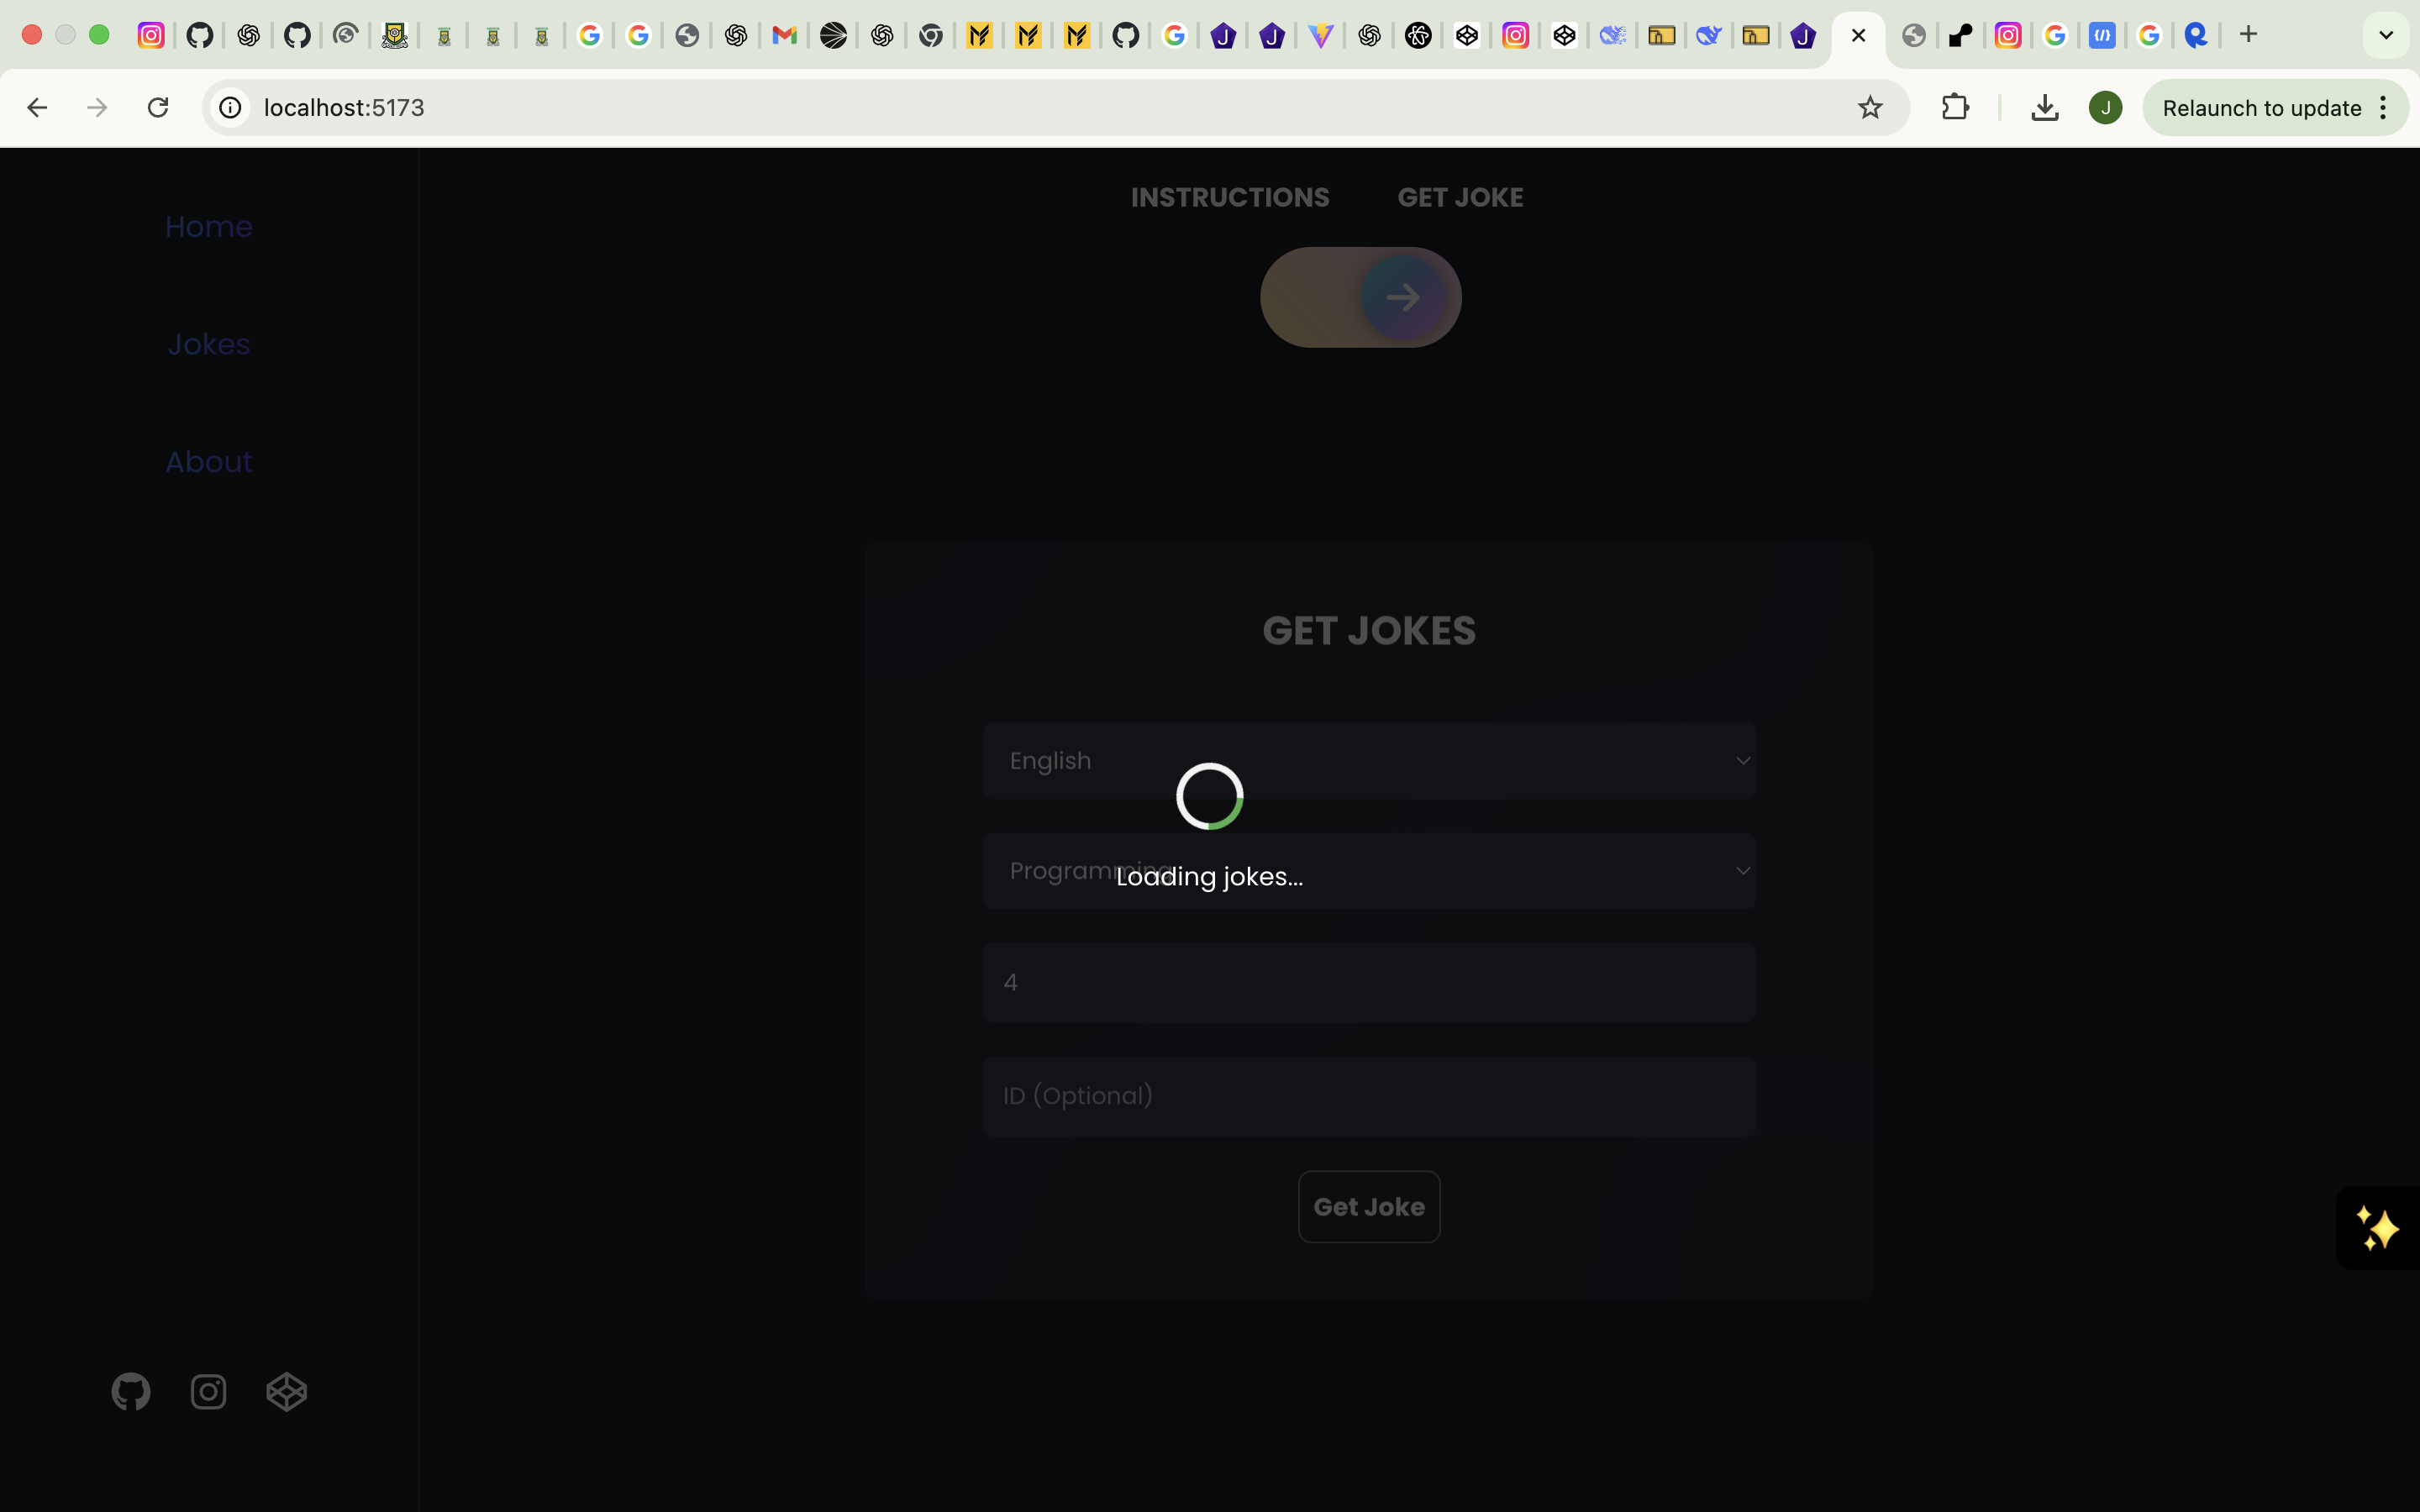 localhost:5173
J
Relaunch to update
INSTRUCTIONS GET JOKE
Home
Jokes
About
GET JOKES
English
Programming
Loading jokes...
4
ID (Optional)
Get Joke